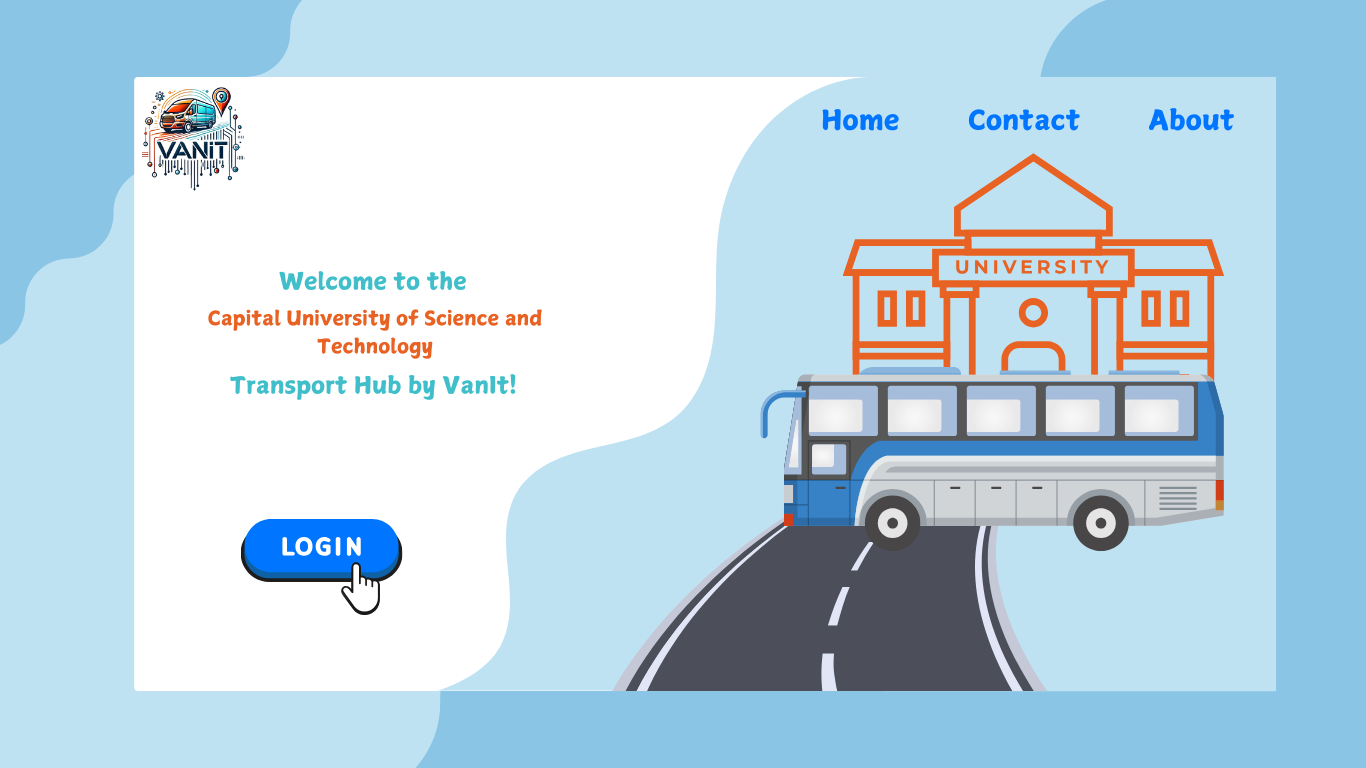 VANIT
Home Contact About
UNIVERSITY
Welcome to the
Capital University of Science and
Technology
Transport Hub by VanIt!
LOGIN